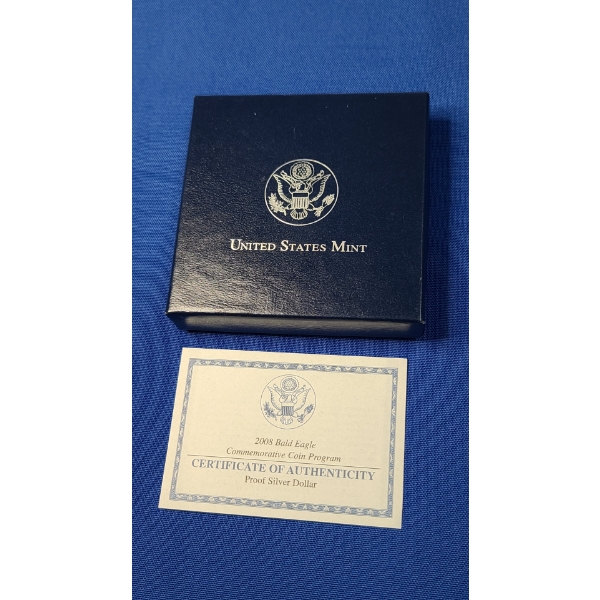 UNITED STATES MINT
2008 Bald Eagle
Commemorative Coin Program
CERTIFICATE OF AUTHENTICITY
Proof Silver Dollar